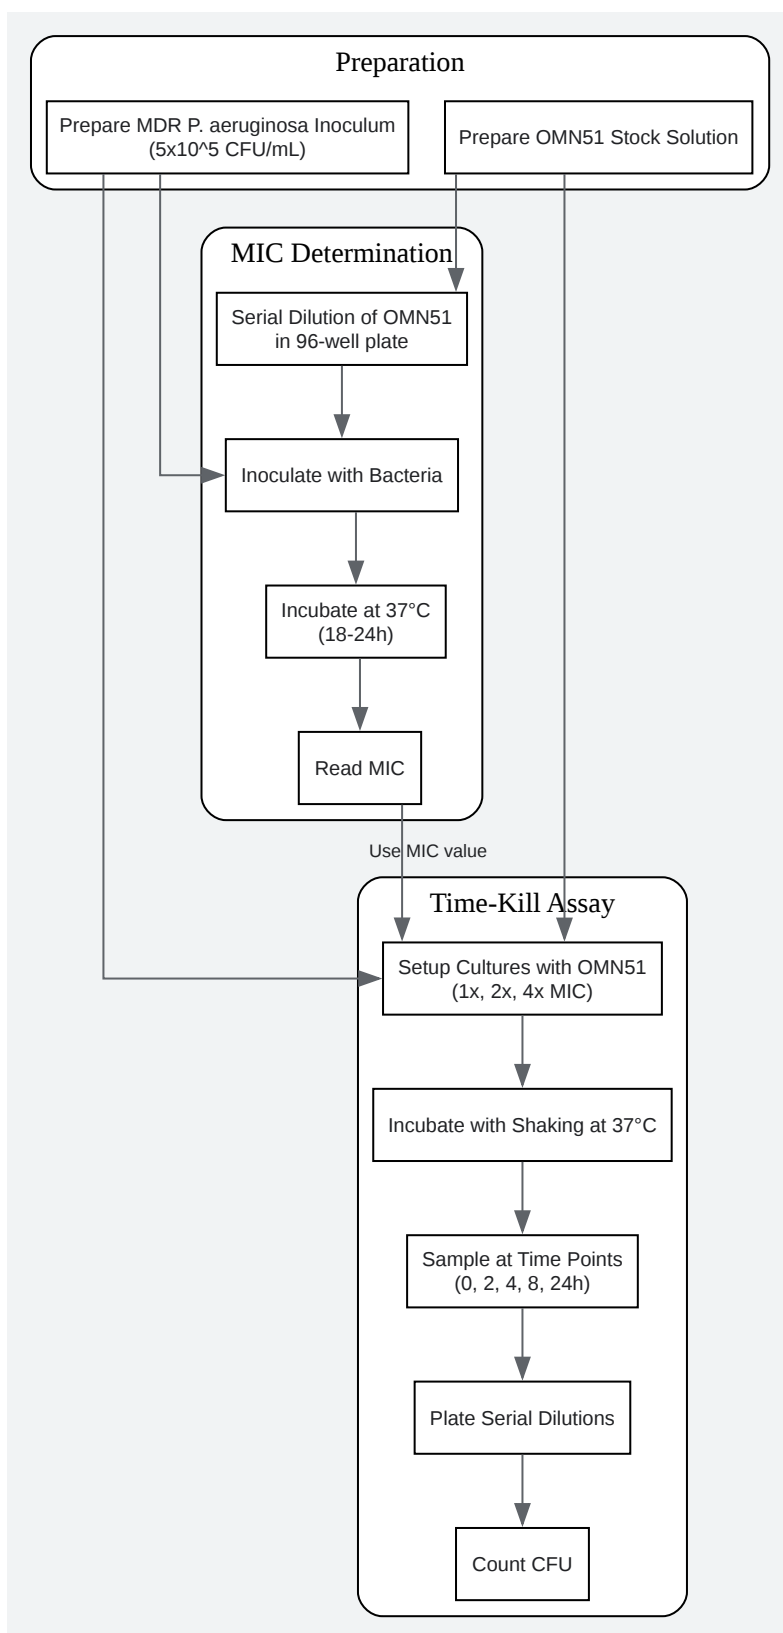 Preparation
Prepare MDR P. aeruginosa Inoculum
(5x10^5 CFU/mL)
Prepare OMN51 Stock Solution
MIC Determination
Serial Dilution of OMN51
in 96-well plate
Inoculate with Bacteria
Incubate at 37°C
(18-24h)
Read MIC
Use MIC value
Time-Kill Assay
Setup Cultures with OMN51
(1x, 2x, 4x MIC)
Incubate with Shaking at 37°C
Sample at Time Points
(0, 2, 4, 8, 24h)
Plate Serial Dilutions
Count CFU